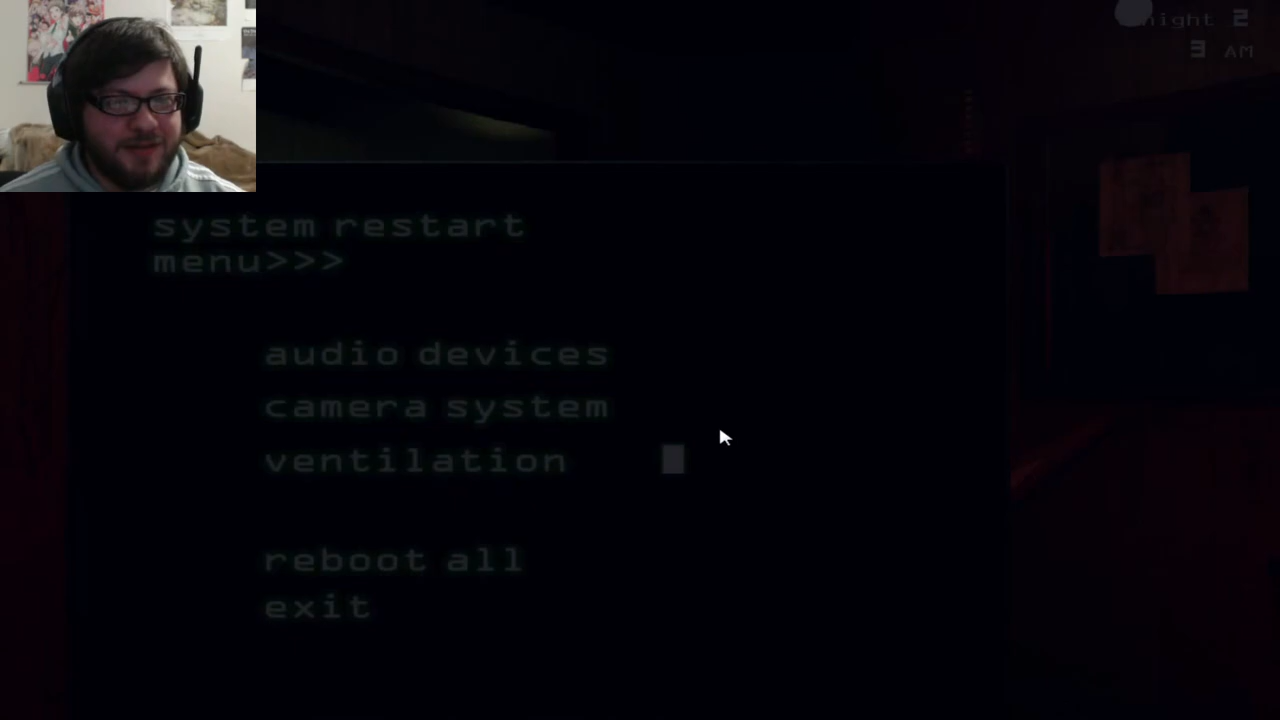 night 2
3 AM
system restart
menu>>>
audio devices
camera system
ventilation
reboot all
exit